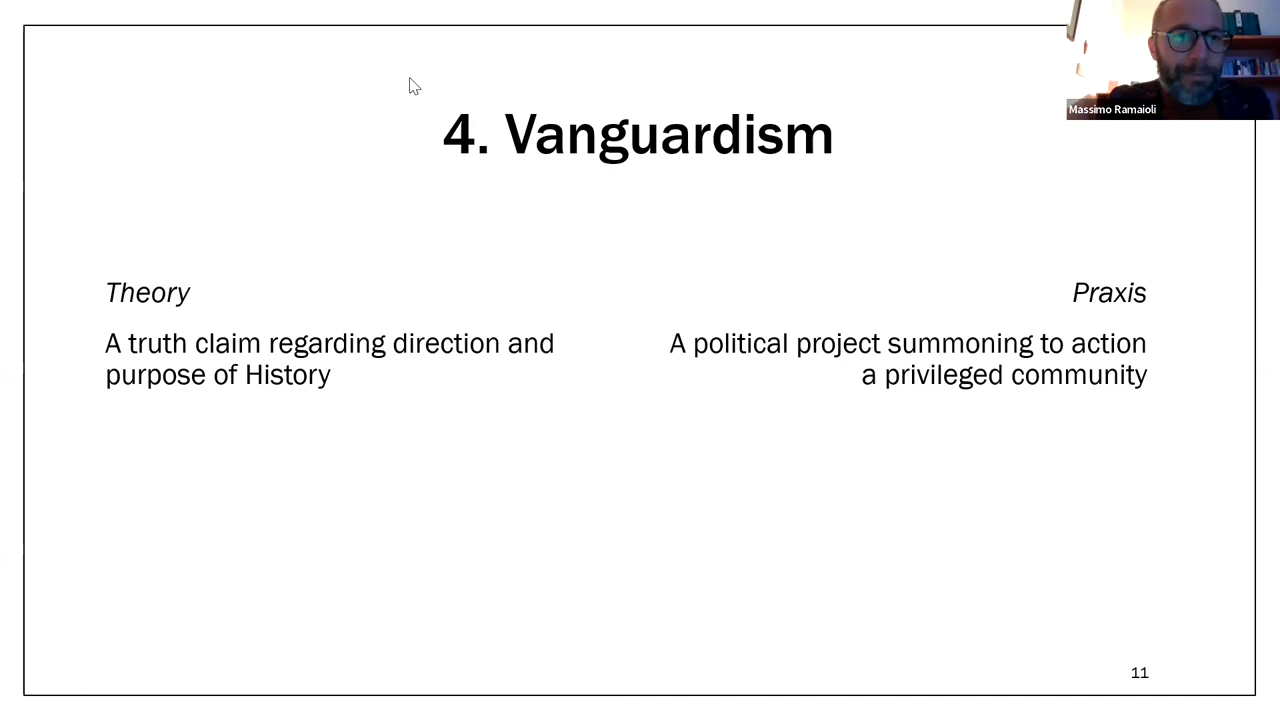 Massimo Ramaioli
4. Vanguardism
Theory
A truth claim regarding direction and
purpose of History
Praxis
A political project summoning to action
a privileged community
11